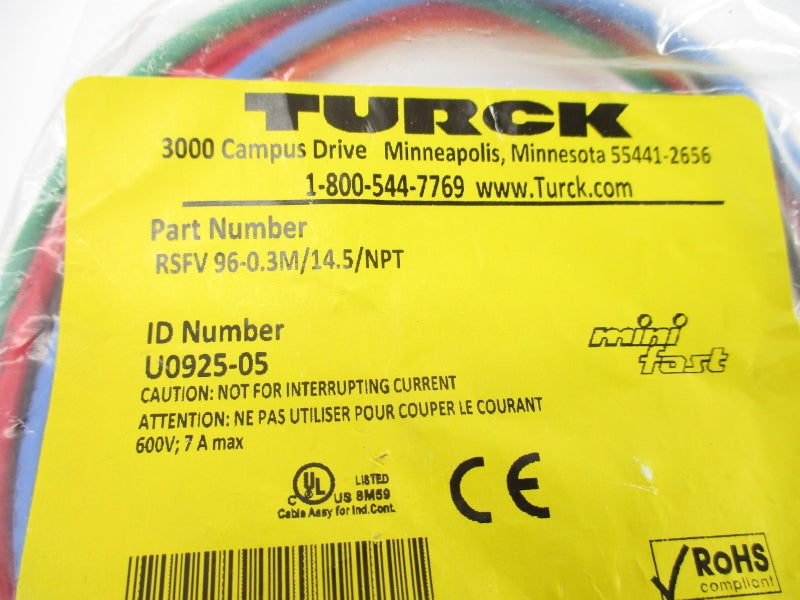 TURCK
3000 Campus Drive Minneapolis, Minnesota 55441-2656
1-800-544-7769 www.Turck.com
Part Number
RSFV 96-0.3M/14.5/NPT
ID Number
U0925-05
mini
fast
CAUTION: NOT FOR INTERRUPTING CURRENT
ATTENTION: NE PAS UTILISER POUR COUPER LE COURANT
600V; 7 A max
C UL US LISTED 8M59
Cable Assy for Ind.Cont.
CE
RoHS
compliant